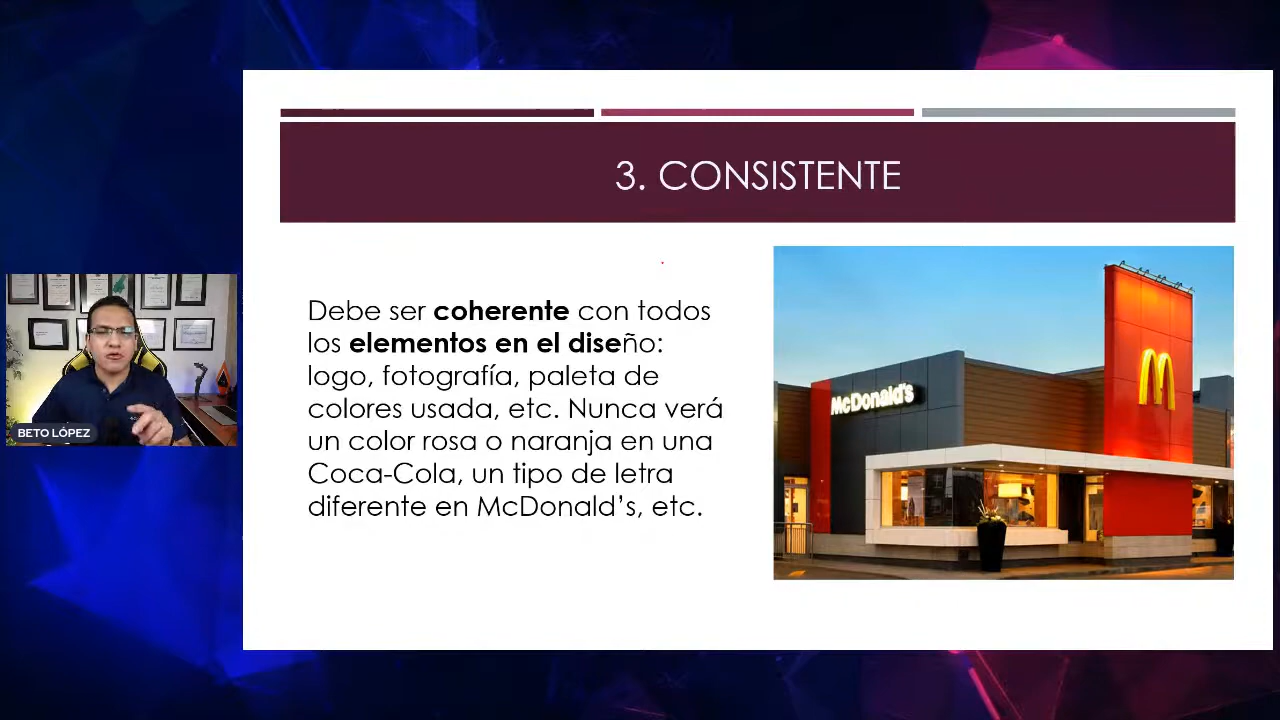 3. CONSISTENTE
Debe ser coherente con todos
los elementos en el diseño:
logo, fotografía, paleta de
colores usada, etc. Nunca verá
un color rosa o naranja en una
Coca-Cola, un tipo de letra
diferente en McDonald’s, etc.
McDonald's
BETO LÓPEZ